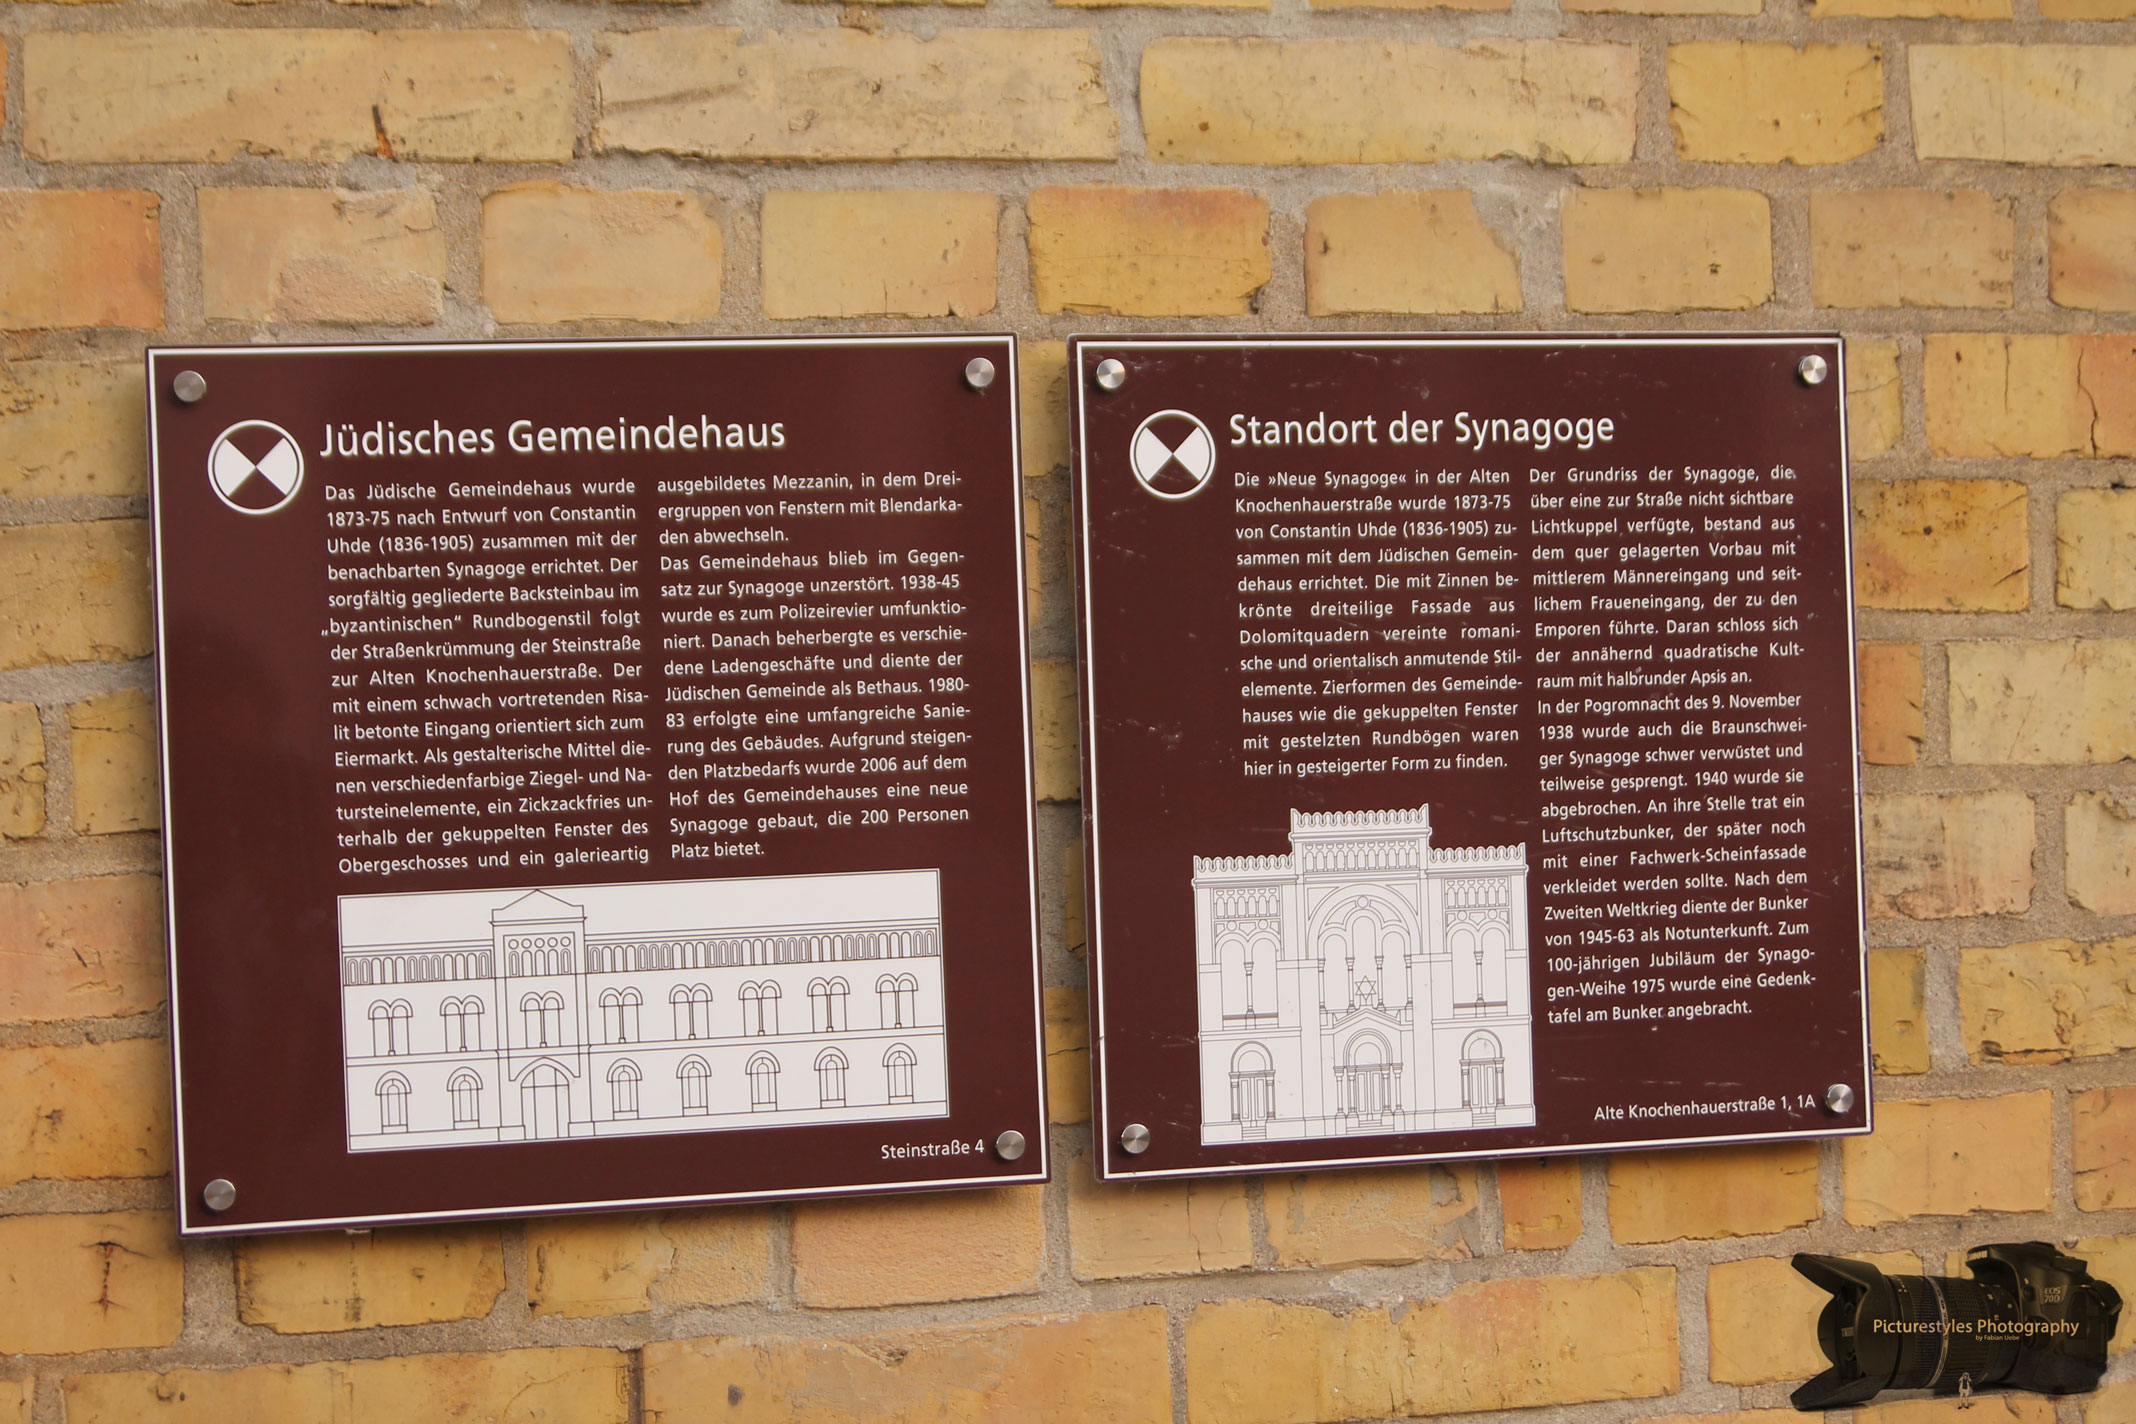 Jüdisches Gemeindehaus
Das Jüdische Gemeindehaus wurde
1873-75 nach Entwurf von Constantin
Uhde (1836-1905) zusammen mit der
benachbarten Synagoge errichtet. Der
sorgfältig gegliederte Backsteinbau im
„byzantinischen“ Rundbogenstil folgt
der Straßenkrümmung der Steinstraße
zur Alten Knochenhauerstraße. Der
mit einem schwach vortretenden Risa-
lit betonte Eingang orientiert sich zum
Eiermarkt. Als gestalterische Mittel die-
nen verschiedenfarbige Ziegel- und Na-
tursteinelemente, ein Zickzackfries un-
terhalb der gekuppelten Fenster des
Obergeschosses und ein galerieartig
ausgebildetes Mezzanin, in dem Drei-
ergruppen von Fenstern mit Blendarka-
den abwechseln.
Das Gemeindehaus blieb im Gegen-
satz zur Synagoge unzerstört. 1938-45
wurde es zum Polizeirevier umfunktio-
niert. Danach beherbergte es verschie-
dene Ladengeschäfte und diente der
Jüdischen Gemeinde als Bethaus. 1980-
83 erfolgte eine umfangreiche Sanie-
rung des Gebäudes. Aufgrund steigen-
den Platzbedarfs wurde 2006 auf dem
Hof des Gemeindehauses eine neue
Synagoge gebaut, die 200 Personen
Platz bietet.
Steinstraße 4
Standort der Synagoge
Die »Neue Synagoge« in der Alten
Knochenhauerstraße wurde 1873-75
von Constantin Uhde (1836-1905) zu-
sammen mit dem Jüdischen Gemein-
dehaus errichtet. Die mit Zinnen be-
krönte dreiteilige Fassade aus
Dolomitquadern vereinte romani-
sche und orientalisch anmutende Stil-
elemente. Zierformen des Gemeinde-
hauses wie die gekuppelten Fenster
mit gestelzten Rundbögen waren
hier in gesteigerter Form zu finden.
Der Grundriss der Synagoge, die
über eine zur Straße nicht sichtbare
Lichtkuppel verfügte, bestand aus
dem quer gelagerten Vorbau mit
mittlerem Männereingang und seit-
lichem Fraueneingang, der zu den
Emporen führte. Daran schloss sich
der annähernd quadratische Kult-
raum mit halbrunder Apsis an.
In der Pogromnacht des 9. November
1938 wurde auch die Braunschwei-
ger Synagoge schwer verwüstet und
teilweise gesprengt. 1940 wurde sie
abgebrochen. An ihre Stelle trat ein
Luftschutzbunker, der später noch
mit einer Fachwerk-Scheinfassade
verkleidet werden sollte. Nach dem
Zweiten Weltkrieg diente der Bunker
von 1945-63 als Notunterkunft. Zum
100-jährigen Jubiläum der Synago-
gen-Weihe 1975 wurde eine Gedenk-
tafel am Bunker angebracht.
Alte Knochenhauerstraße 1, 1A
EOS
70D
Picturestyles Photography
by Fabian Uebe